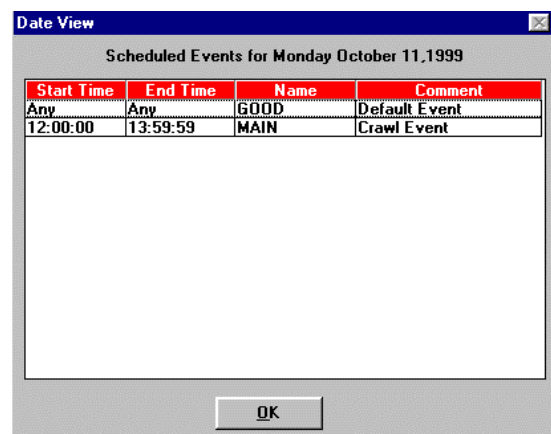 Date View
Scheduled Events for Monday October 11,1999
Start Time End Time Name Comment
Any Any GOOD Default Event
12:00:00 13:59:59 MAIN Crawl Event
OK